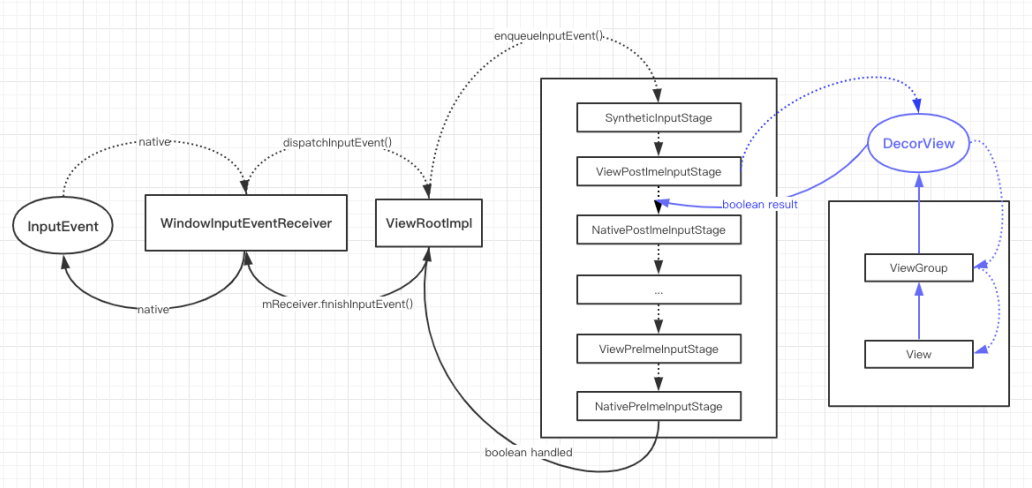 enqueueInputEvent()
SyntheticInputStage
native
dispatchInputEvent()
DecorView
ViewPostImeInputStage
boolean result
InputEvent
WindowInputEventReceiver
ViewRootImpl
NativePostImeInputStage
ViewGroup
...
native
mReceiver.finishInputEvent()
ViewPreImeInputStage
View
NativePreImeInputStage
boolean handled